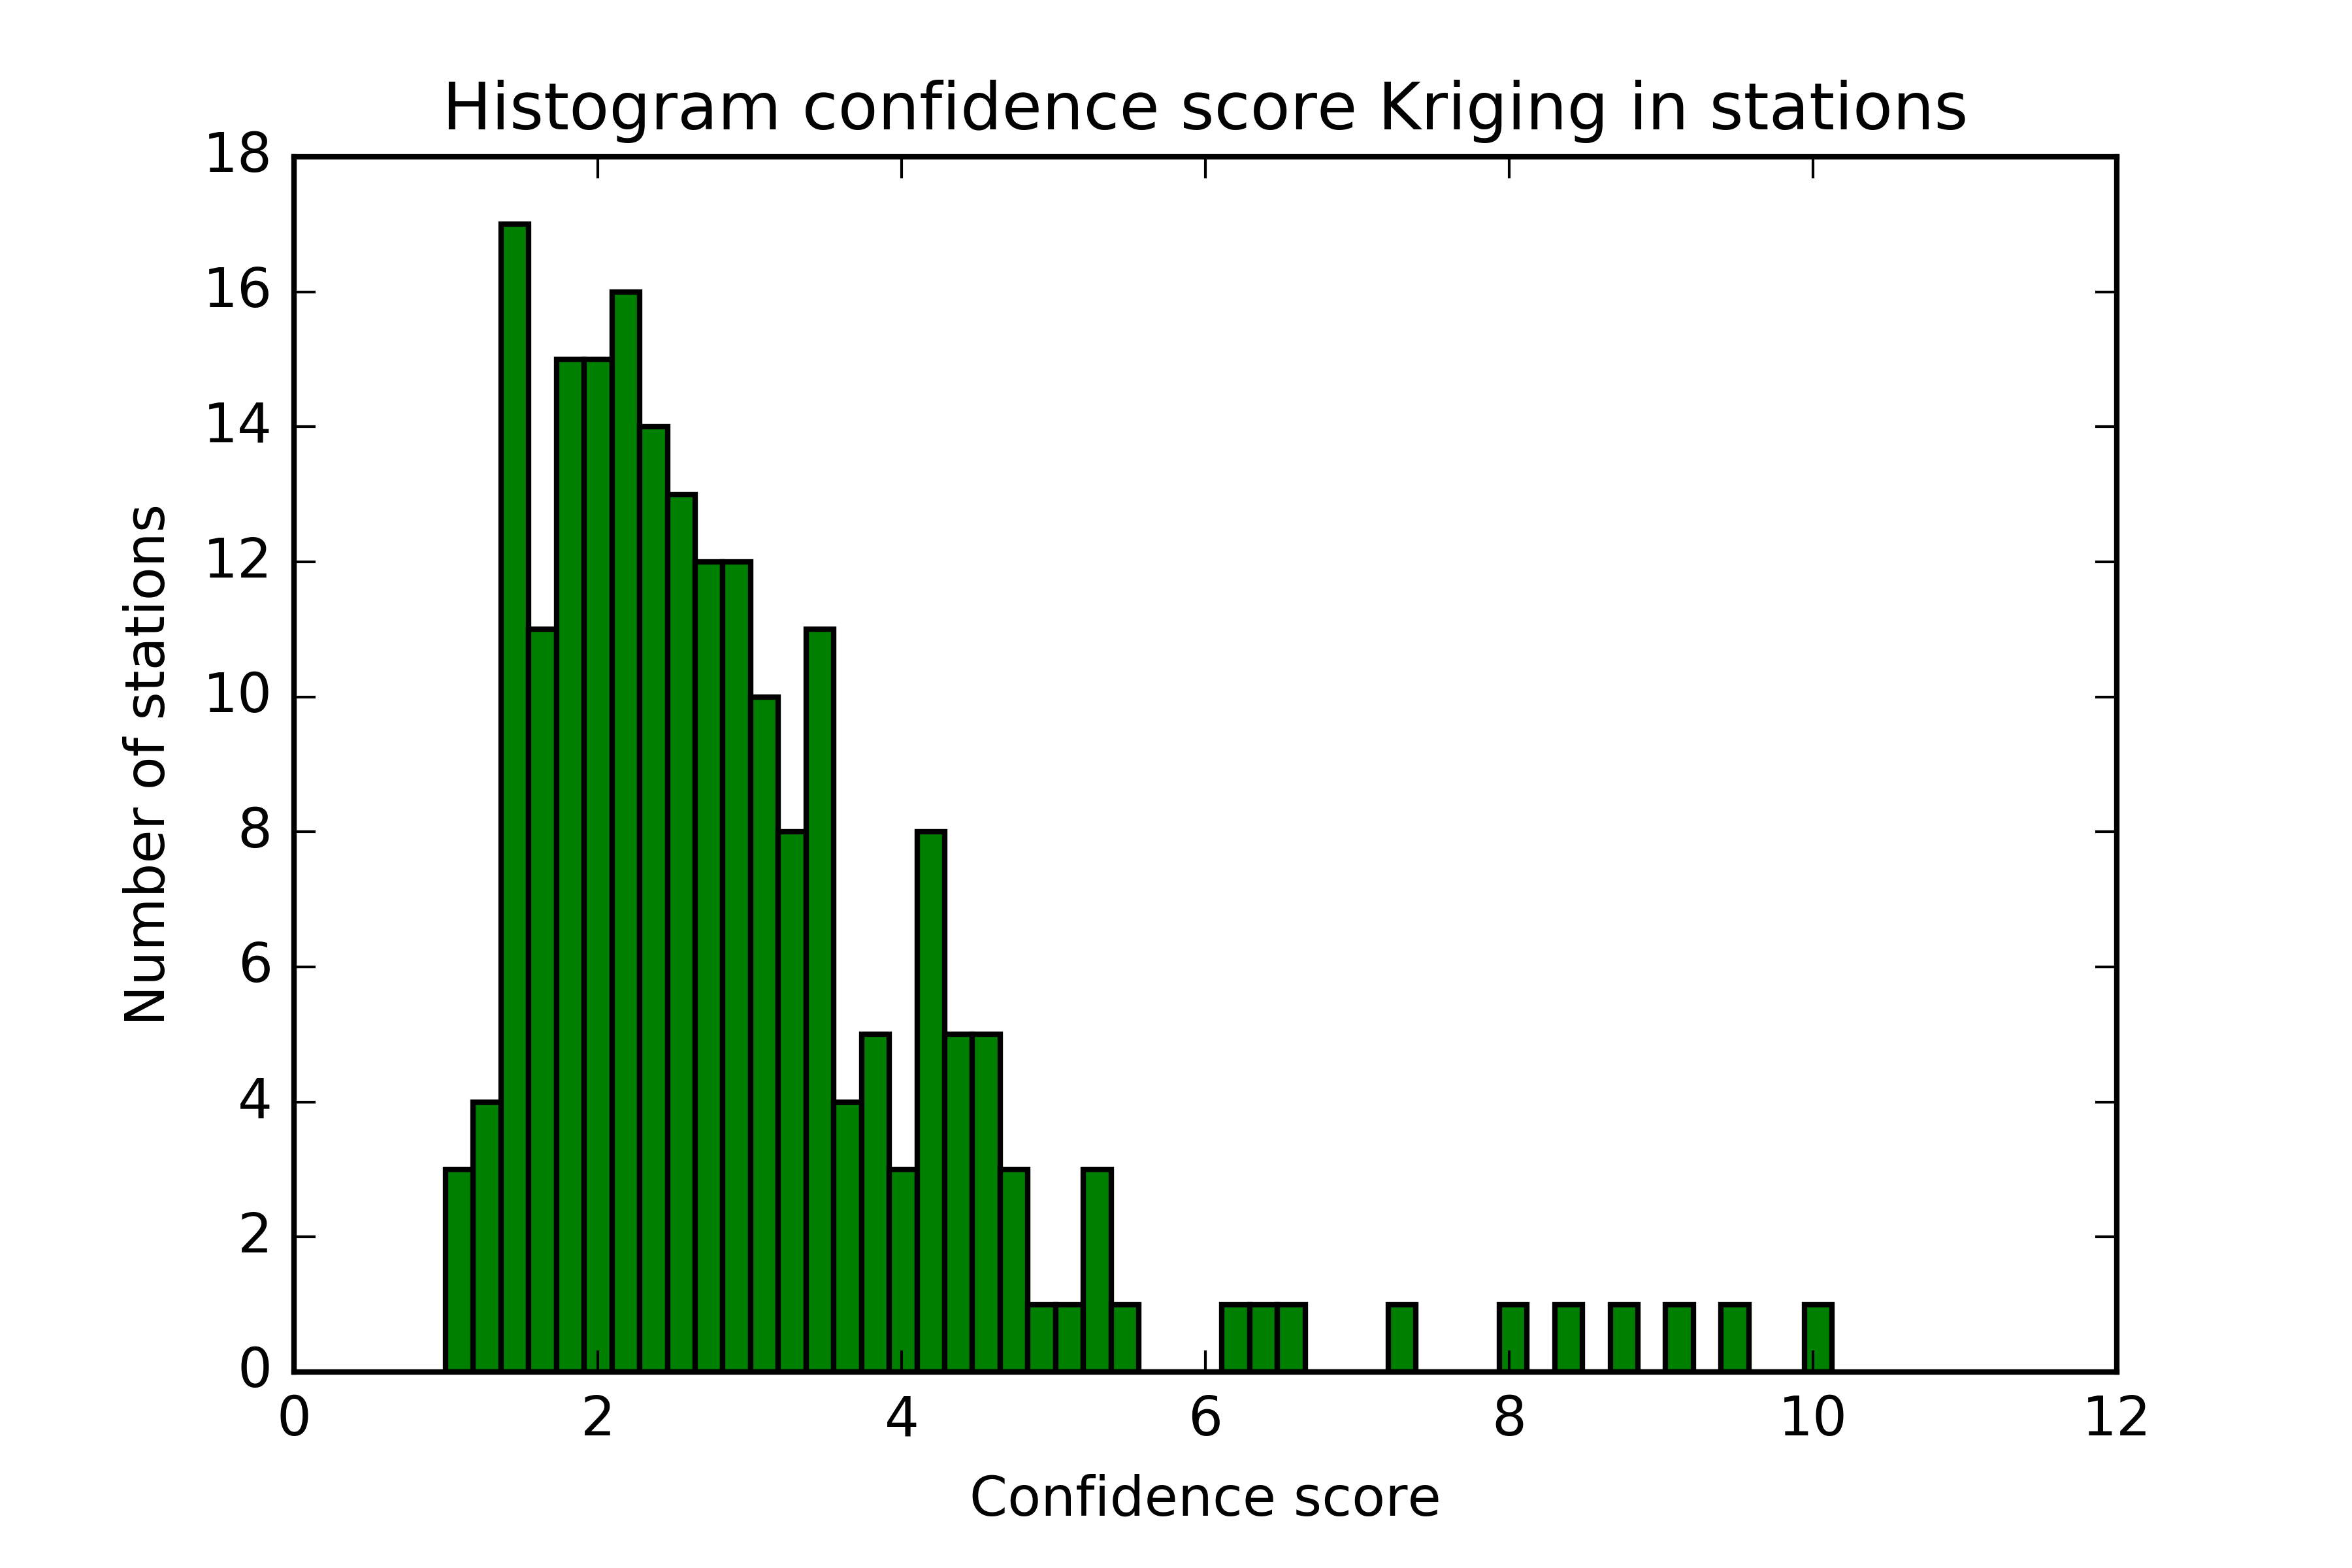 Histogram confidence score Kriging in stations
18
16
14
12
10
8
6
4
2
0
Number of stations
0 2 4 6 8 10 12
Confidence score